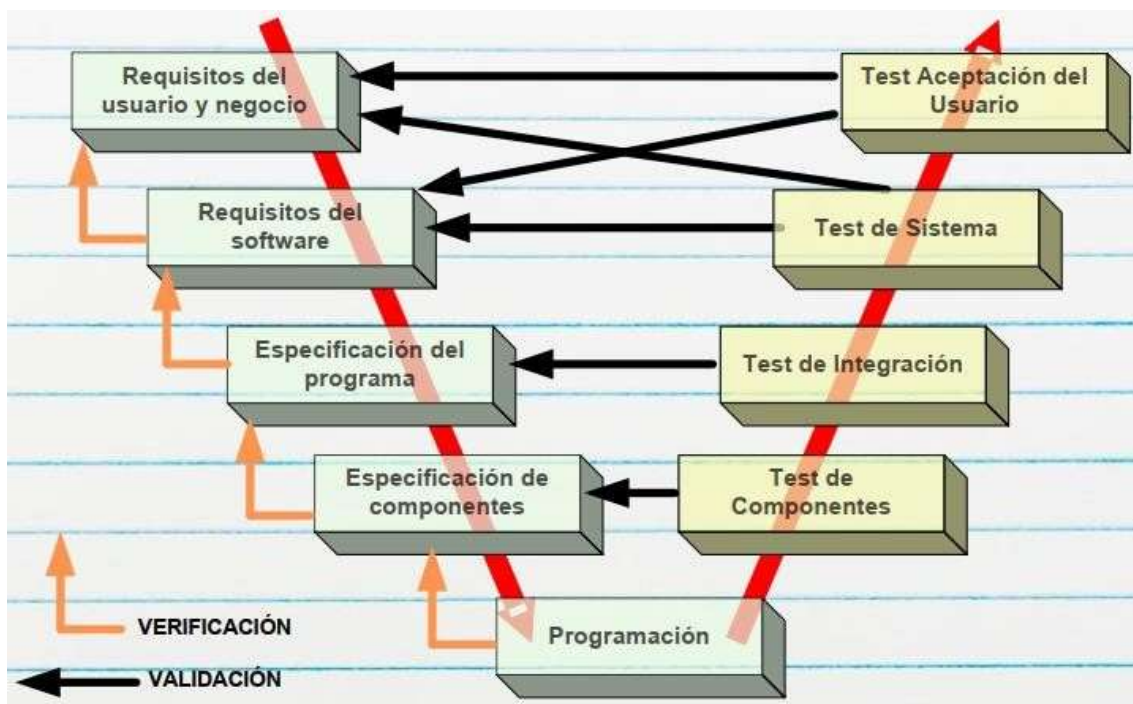 Requisitos del
usuario y negocio
Test Aceptación del
Usuario
Requisitos del
software
Test de Sistema
Especificación del
programa
Test de Integración
Especificación de
componentes
Test de
Componentes
Programación
VERIFICACIÓN
VALIDACIÓN